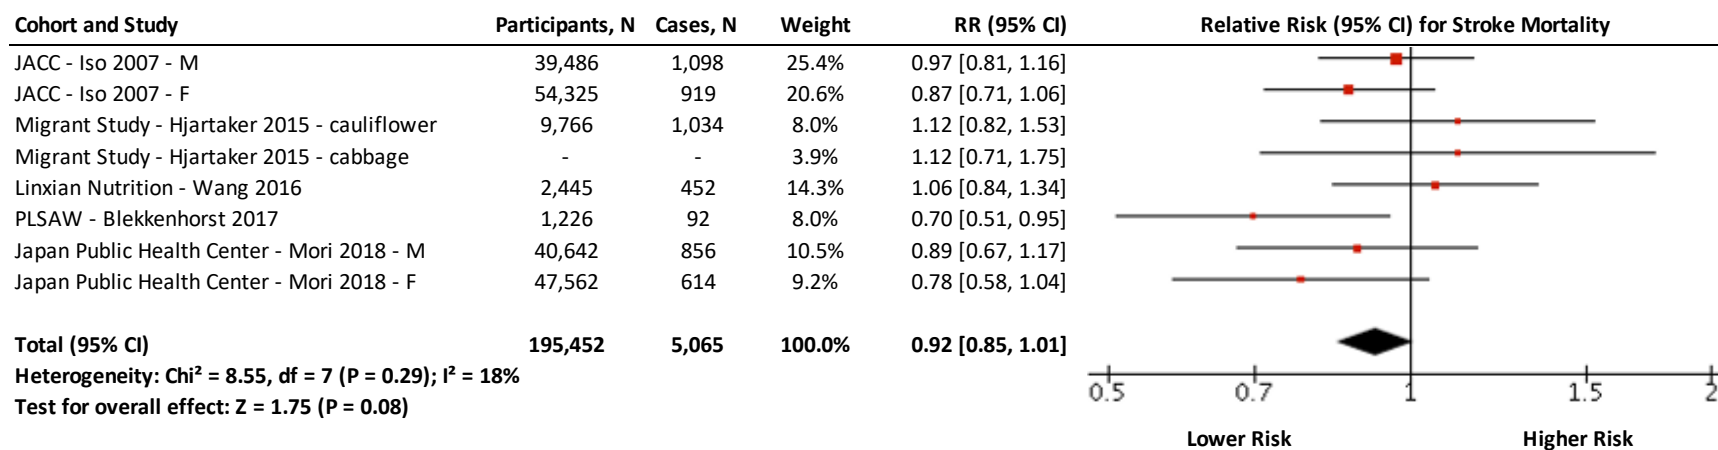 Cohort and Study Participants, N Cases, N Weight RR (95% CI) Relative Risk (95% CI) for Stroke Mortality
JACC - Iso 2007 - M 39,486 1,098 25.4% 0.97 [0.81, 1.16]
JACC - Iso 2007 - F 54,325 919 20.6% 0.87 [0.71, 1.06]
Migrant Study - Hjartaker 2015 - cauliflower 9,766 1,034 8.0% 1.12 [0.82, 1.53]
Migrant Study - Hjartaker 2015 - cabbage - - 3.9% 1.12 [0.71, 1.75]
Linxian Nutrition - Wang 2016 2,445 452 14.3% 1.06 [0.84, 1.34]
PLSAW - Blekkenhorst 2017 1,226 92 8.0% 0.70 [0.51, 0.95]
Japan Public Health Center - Mori 2018 - M 40,642 856 10.5% 0.89 [0.67, 1.17]
Japan Public Health Center - Mori 2018 - F 47,562 614 9.2% 0.78 [0.58, 1.04]
Total (95% CI) 195,452 5,065 100.0% 0.92 [0.85, 1.01]
Heterogeneity: Chi² = 8.55, df = 7 (P = 0.29); I² = 18%
0.5 0.7 1 1.5 2
Test for overall effect: Z = 1.75 (P = 0.08)
Lower Risk Higher Risk